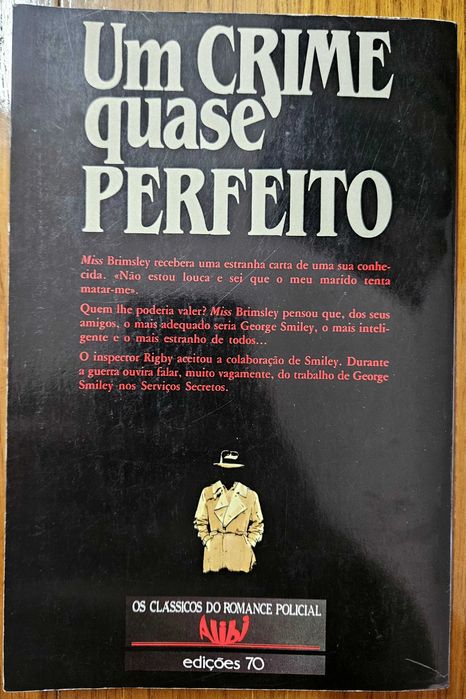 Um CRIME
quase
PERFEITO
Miss Brimsley recebera uma estranha carta de uma sua conhe-
cida. «Não estou louca e sei que o meu marido tenta
matar-me».
Quem lhe poderia valer? Miss Brimsley pensou que, dos seus
amigos, o mais adequado seria George Smiley, o mais inteli-
gente e o mais estranho de todos...
O inspector Rigby aceitou a colaboração de Smiley. Durante
a guerra ouvira falar, muito vagamente, do trabalho de George
Smiley nos Serviços Secretos.
OS CLÁSSICOS DO ROMANCE POLICIAL
Alibi
edições 70